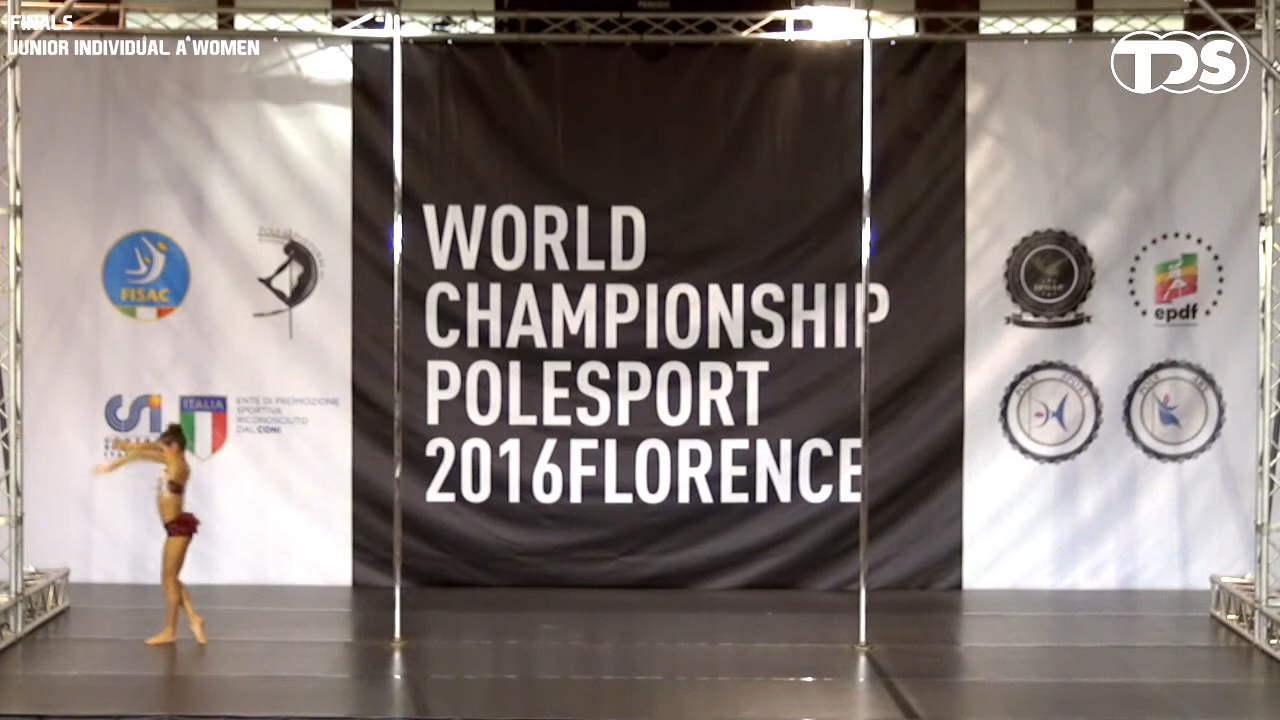 FINALS
JUNIOR INDIVIDUAL A WOMEN
TDS
WORLD
CHAMPIONSHIP
POLESPORT
2016FLORENCE
FISAC
epdf
CSI
ITALIA
ENTE DI PROMOZIONE
SPORTIVA
RICONOSCIUTO
DAL CONI